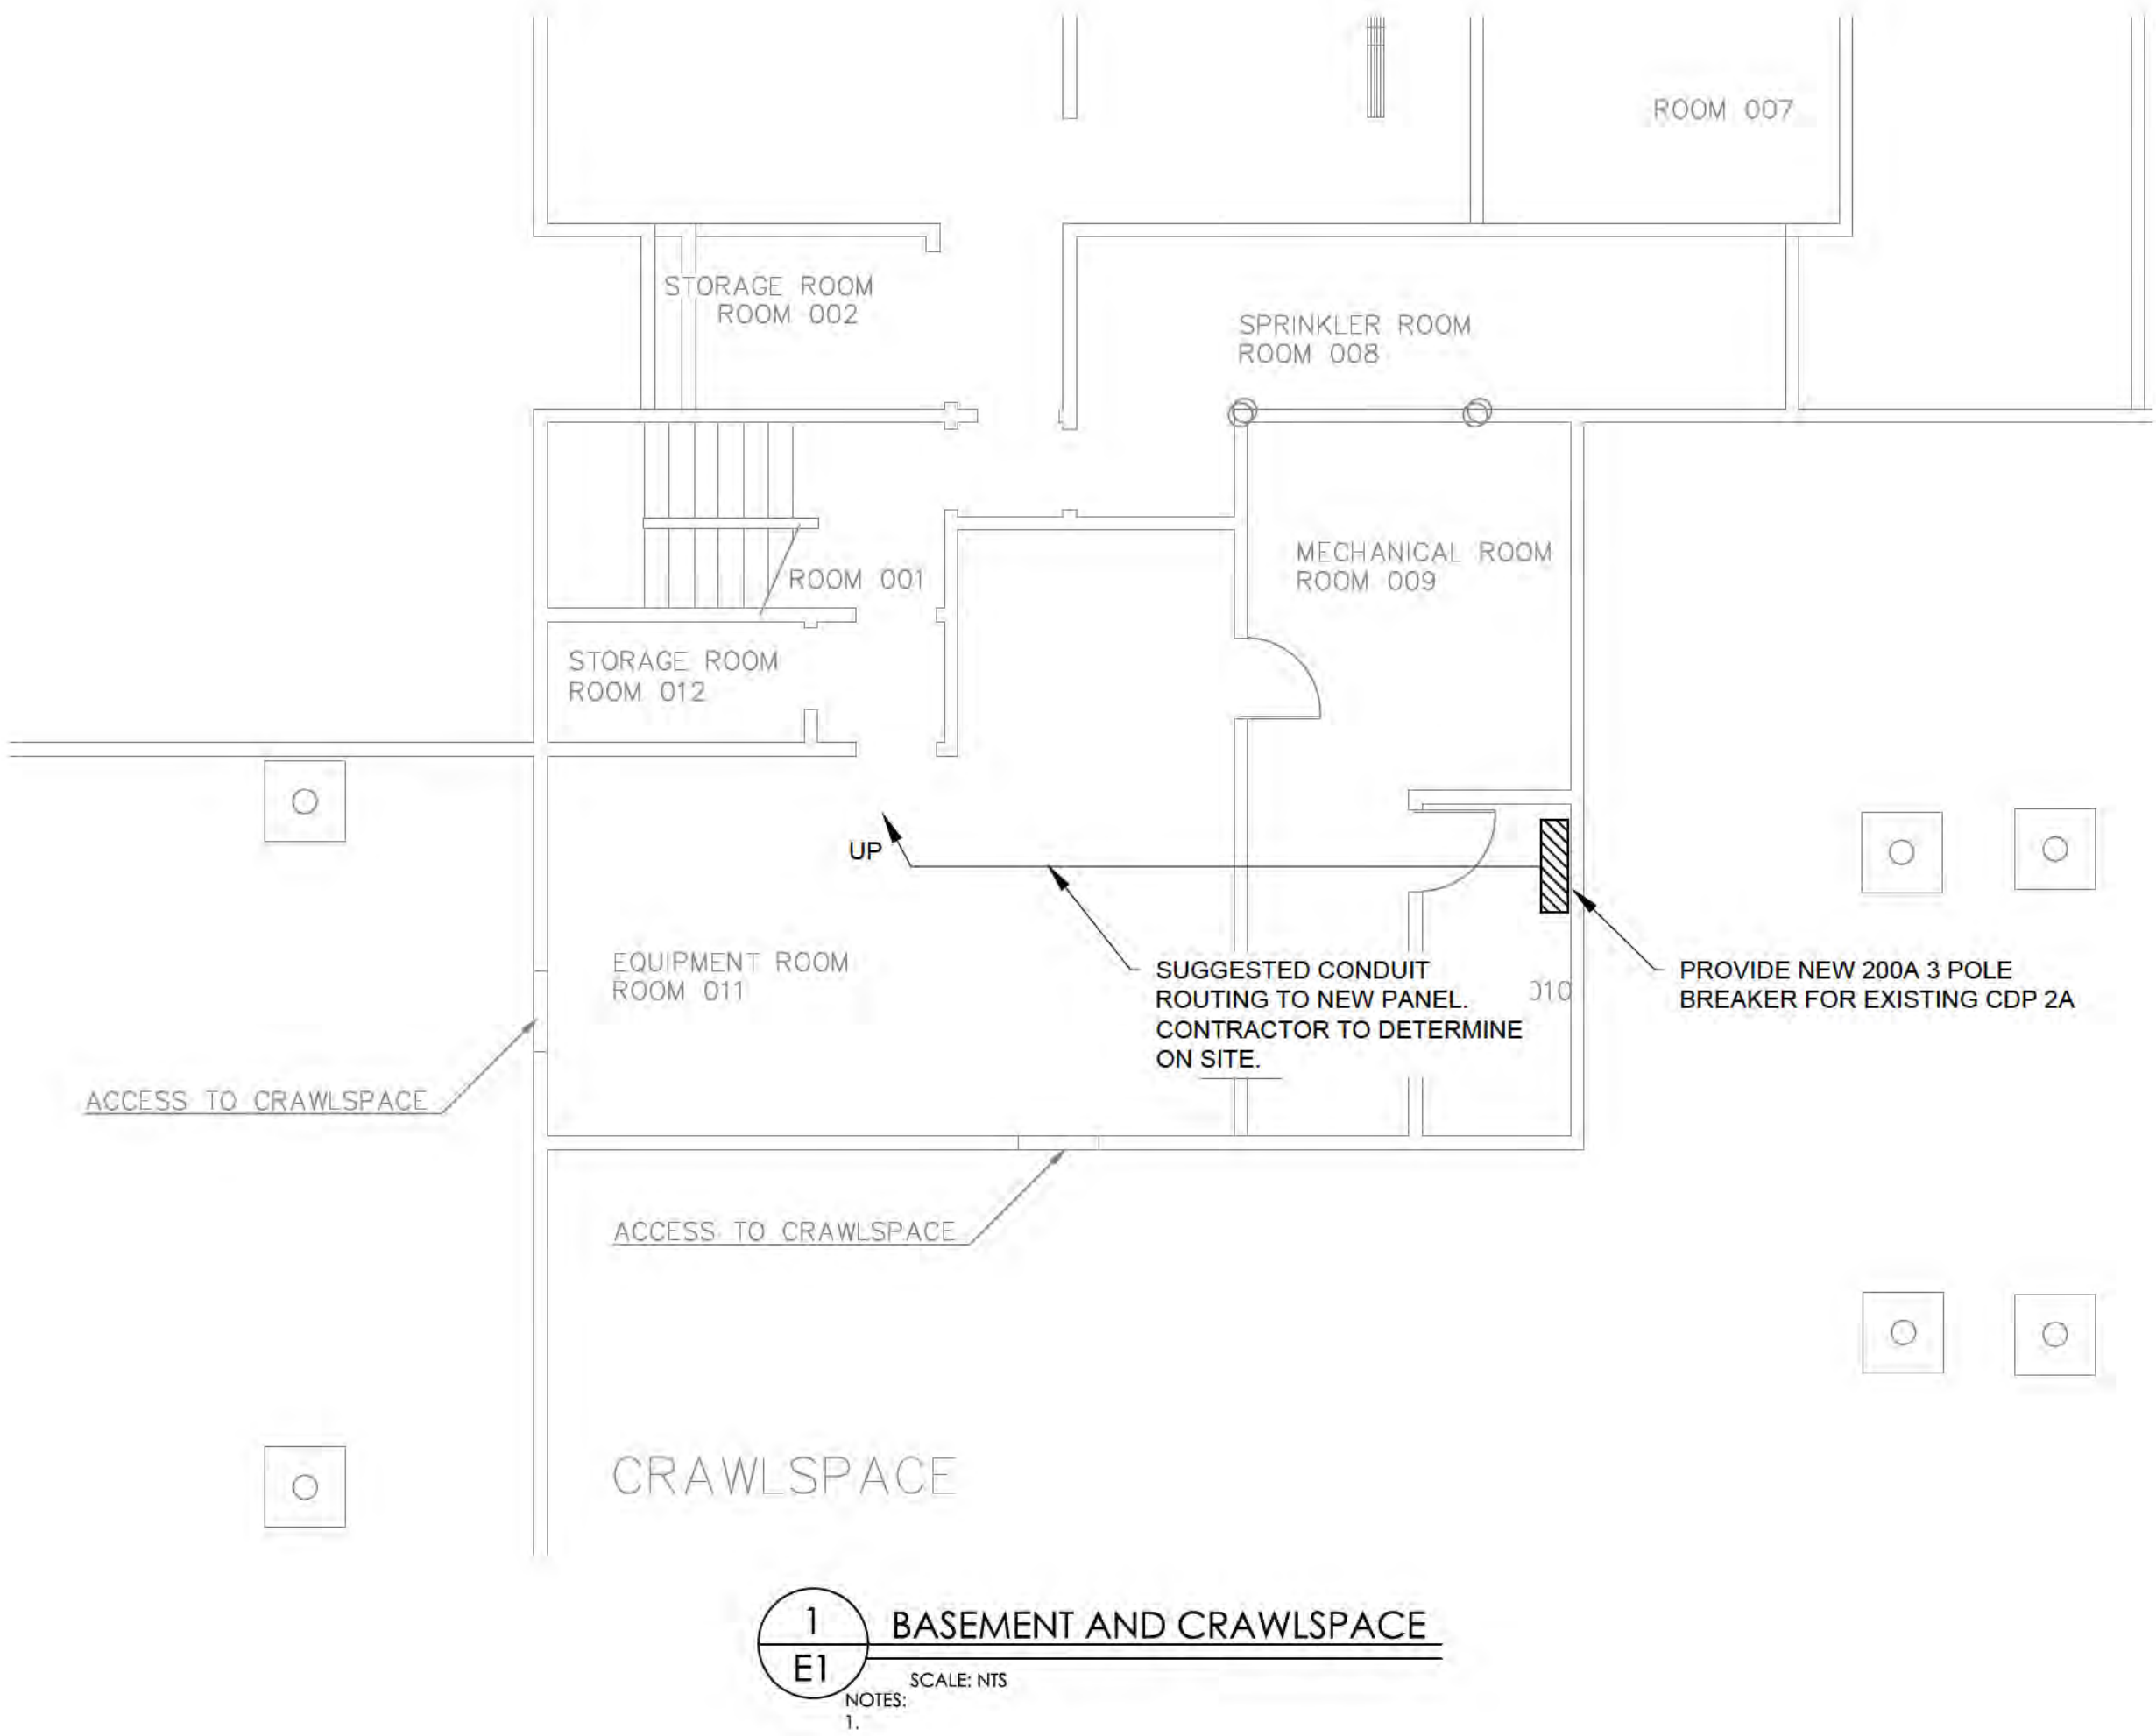 ROOM 007
STORAGE ROOM
ROOM 002
SPRINKLER ROOM
ROOM 008
MECHANICAL ROOM
ROOM 009
ROOM 001
STORAGE ROOM
ROOM 012
UP
EQUIPMENT ROOM
ROOM 011
SUGGESTED CONDUIT
ROUTING TO NEW PANEL.
CONTRACTOR TO DETERMINE
ON SITE.
010
PROVIDE NEW 200A 3 POLE
BREAKER FOR EXISTING CDP 2A
ACCESS TO CRAWLSPACE
ACCESS TO CRAWLSPACE
CRAWLSPACE
1
E1
BASEMENT AND CRAWLSPACE
SCALE: NTS
NOTES:
1.